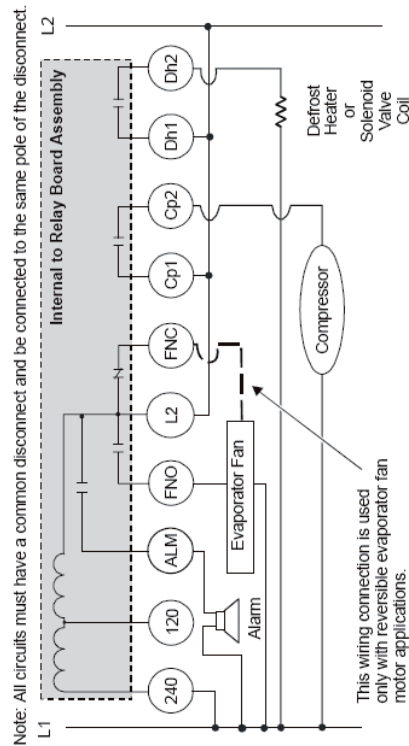 Note: All circuits must have a common disconnect and be connected to the same pole of the disconnect.
L1
L2
Internal to Relay Board Assembly
240
120
ALM
FNO
L2
FNC
Cp1
Cp2
Dh1
Dh2
Alarm
Evaporator Fan
Compressor
Defrost
Heater
or
Solenoid
Valve
Coil
This wiring connection is used
only with reversible evaporator fan
motor applications.